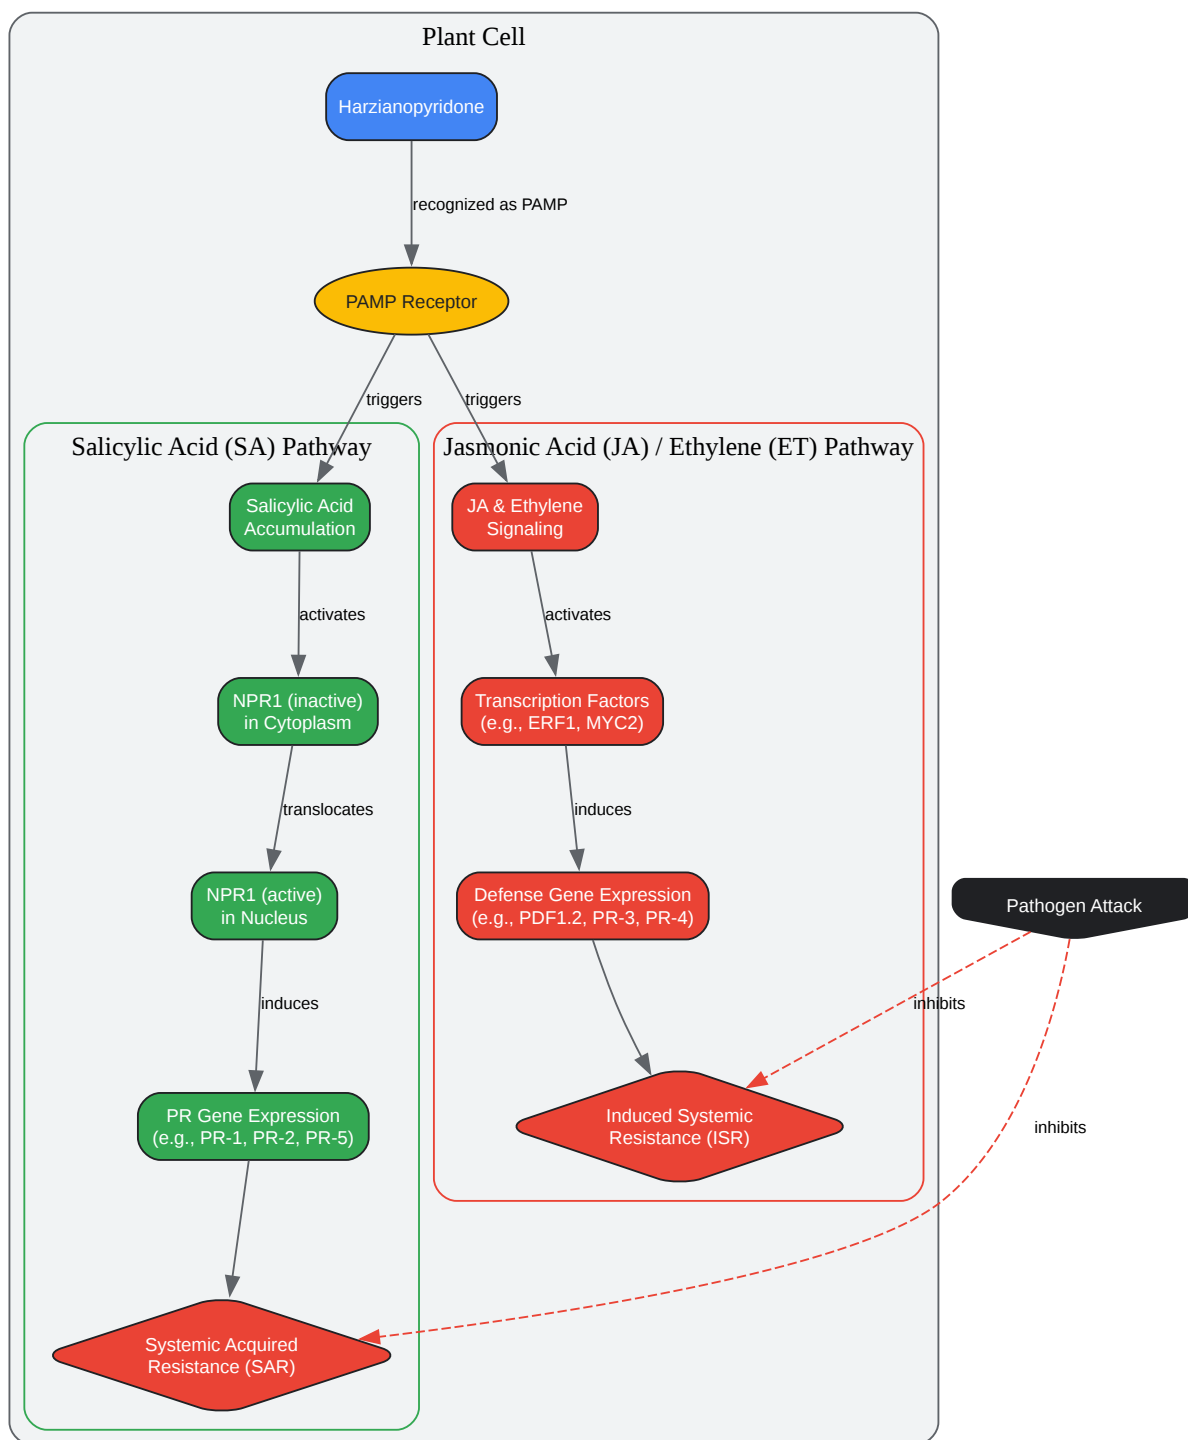 Plant Cell
Harzianopyridone
recognized as PAMP
PAMP Receptor
triggers
triggers
Salicylic Acid (SA) Pathway
Jasmonic Acid (JA) / Ethylene (ET) Pathway
Salicylic Acid
Accumulation
JA & Ethylene
Signaling
activates
activates
NPR1 (inactive)
in Cytoplasm
Transcription Factors
(e.g., ERF1, MYC2)
translocates
induces
NPR1 (active)
in Nucleus
Defense Gene Expression
(e.g., PDF1.2, PR-3, PR-4)
Pathogen Attack
induces
inhibits
PR Gene Expression
(e.g., PR-1, PR-2, PR-5)
Induced Systemic
Resistance (ISR)
inhibits
Systemic Acquired
Resistance (SAR)